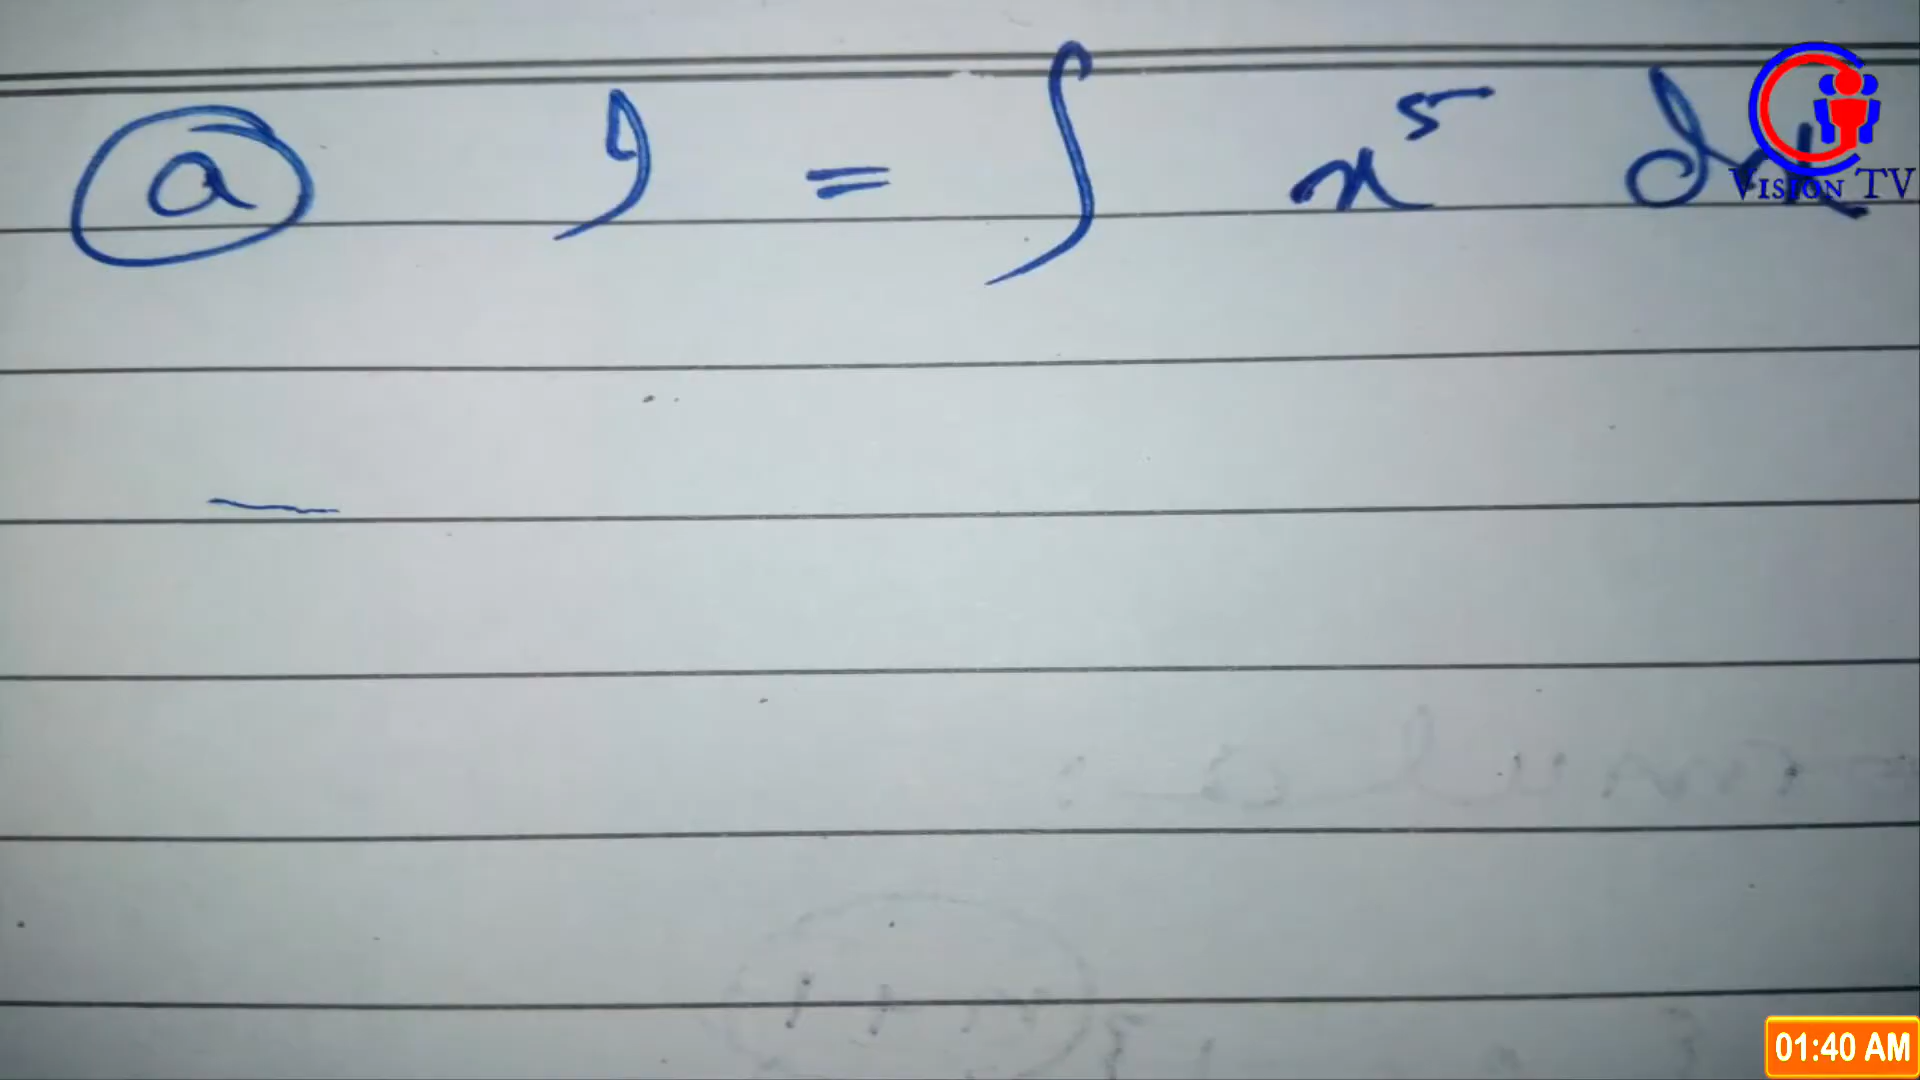 a I = ∫ x⁵ dx
VISION TV
01:40 AM